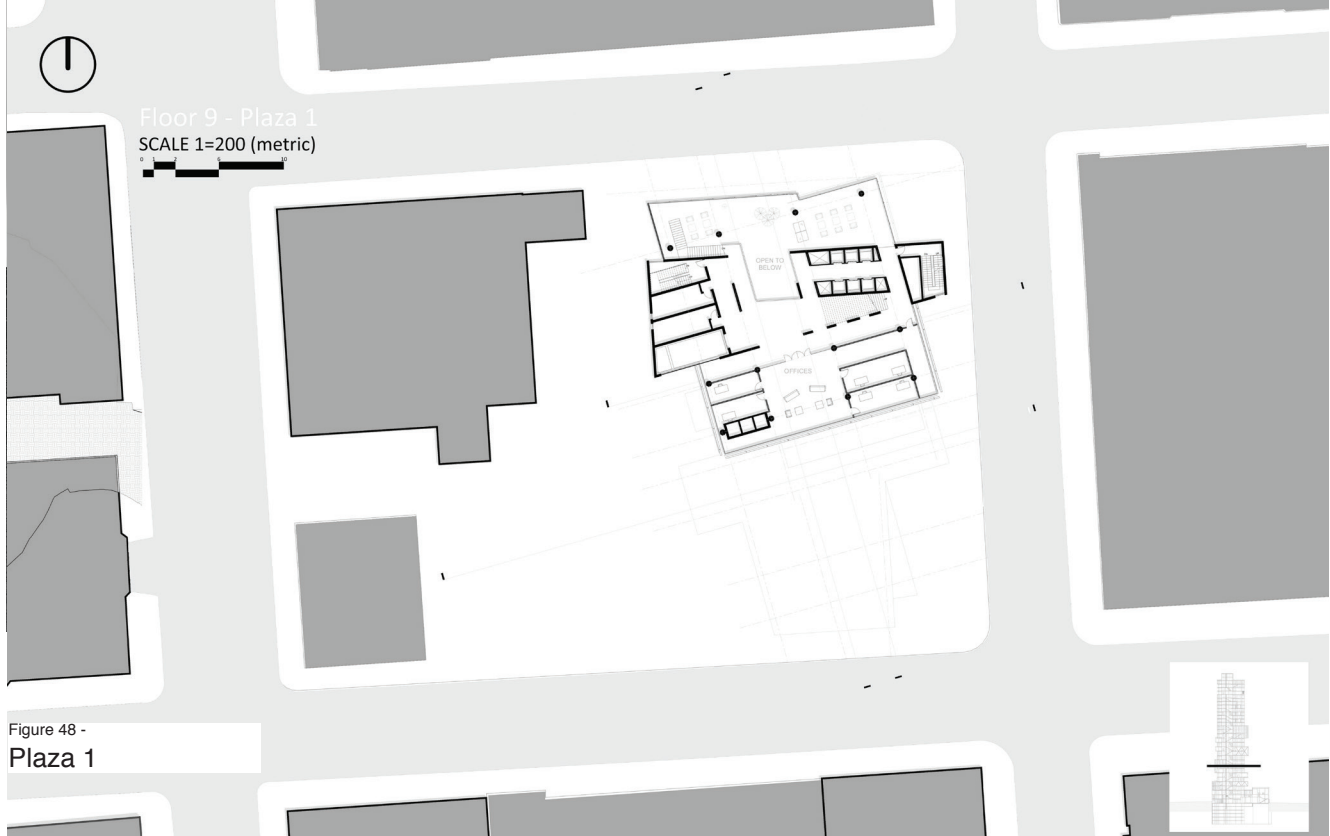 Floor 9 - Plaza 1
SCALE 1=200 (metric)
0 1 2 6 10
OPEN TO
BELOW
OFFICES
Figure 48 -
Plaza 1